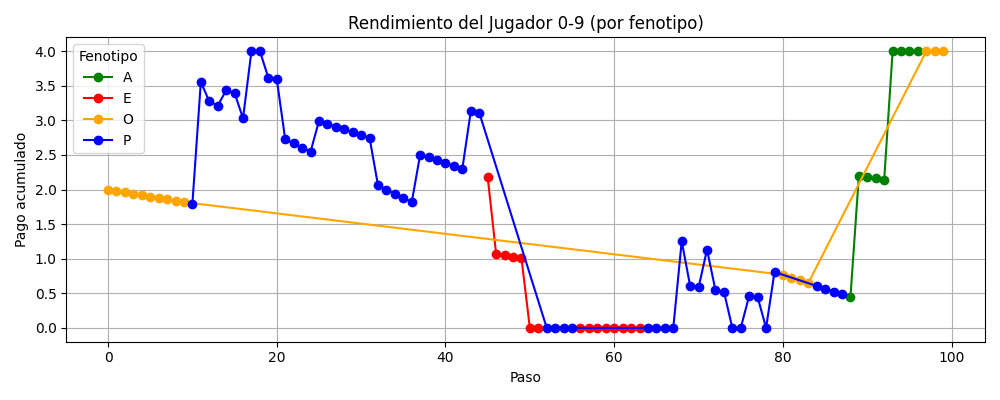 Rendimiento del Jugador 0-9 (por fenotipo)
Pago acumulado
4.0
3.5
3.0
2.5
2.0
1.5
1.0
0.5
0.0
Fenotipo
A
E
O
P
0 20 40 60 80 100
Paso